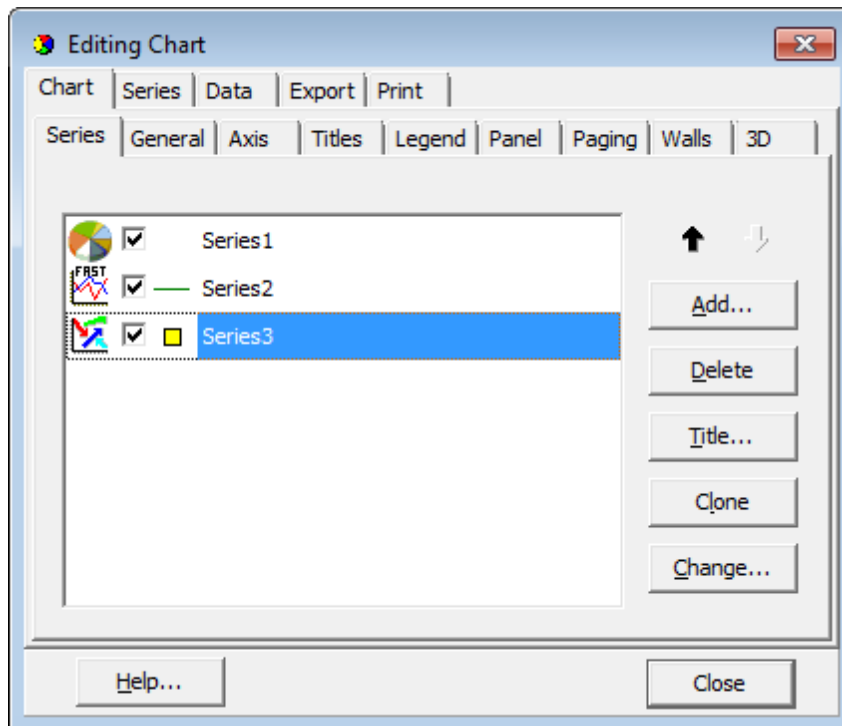 Editing Chart
Chart Series Data Export Print
Series General Axis Titles Legend Panel Paging Walls 3D
Series1
FAST
Series2
Series3
Add...
Delete
Title...
Clone
Change...
Help...
Close